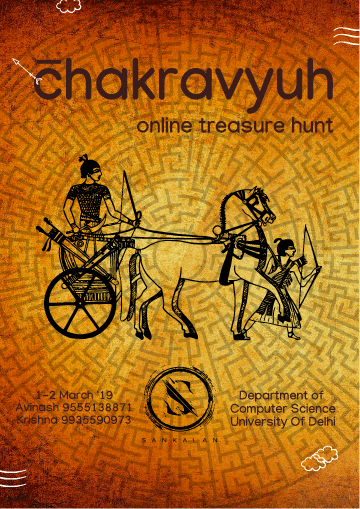 chakravyuh
online treasure hunt
1-2 March '19
Avinash 9555138871
Krishna 9935590973
SANKALAN
Department of
Computer Science
University Of Delhi